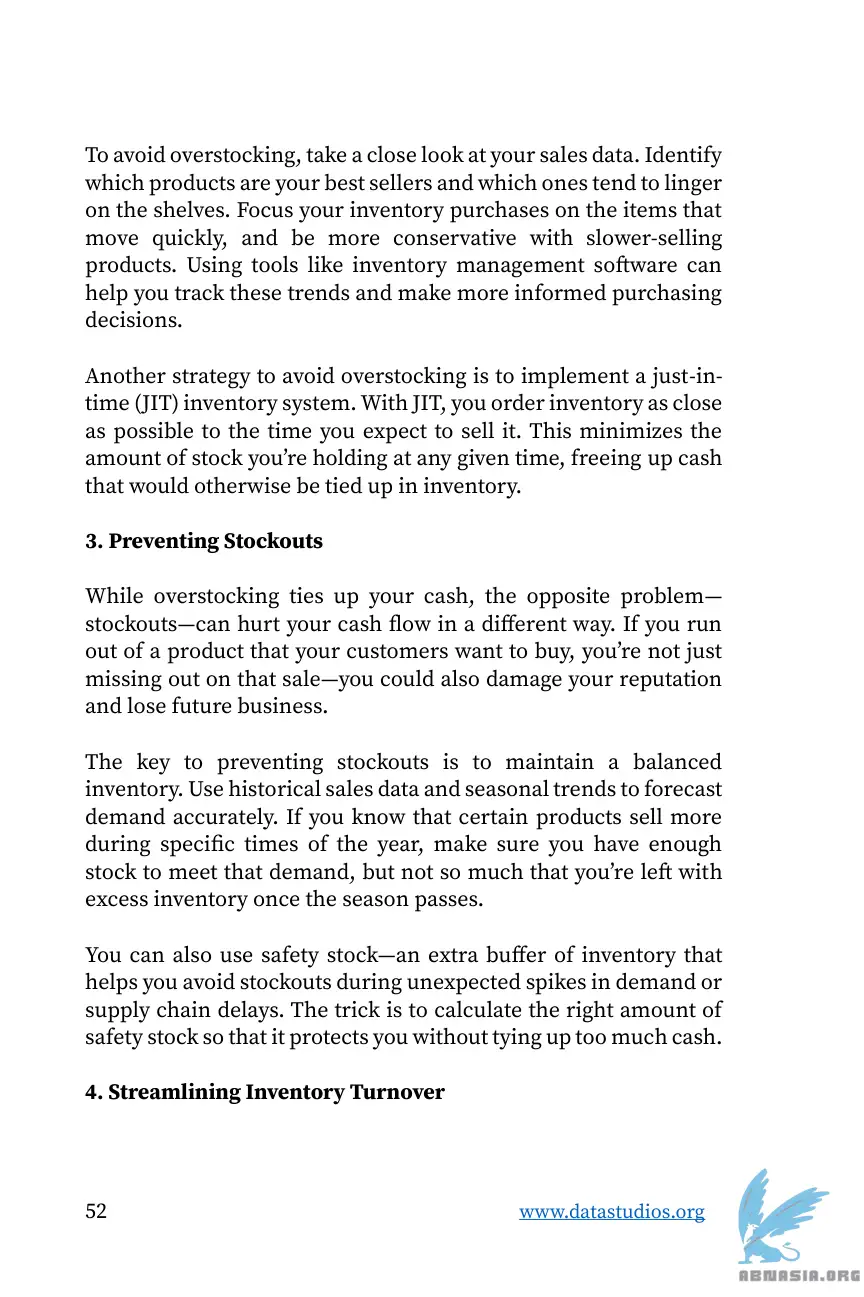 To avoid overstocking, take a close look at your sales data. Identify
which products are your best sellers and which ones tend to linger
on the shelves. Focus your inventory purchases on the items that
move quickly, and be more conservative with slower-selling
products. Using tools like inventory management software can
help you track these trends and make more informed purchasing
decisions.
Another strategy to avoid overstocking is to implement a just-in-
time (JIT) inventory system. With JIT, you order inventory as close
as possible to the time you expect to sell it. This minimizes the
amount of stock you’re holding at any given time, freeing up cash
that would otherwise be tied up in inventory.
3. Preventing Stockouts
While overstocking ties up your cash, the opposite problem—
stockouts—can hurt your cash flow in a different way. If you run
out of a product that your customers want to buy, you’re not just
missing out on that sale—you could also damage your reputation
and lose future business.
The key to preventing stockouts is to maintain a balanced
inventory. Use historical sales data and seasonal trends to forecast
demand accurately. If you know that certain products sell more
during specific times of the year, make sure you have enough
stock to meet that demand, but not so much that you’re left with
excess inventory once the season passes.
You can also use safety stock—an extra buffer of inventory that
helps you avoid stockouts during unexpected spikes in demand or
supply chain delays. The trick is to calculate the right amount of
safety stock so that it protects you without tying up too much cash.
4. Streamlining Inventory Turnover
52 www.datastudios.org
ABNASIA.ORG